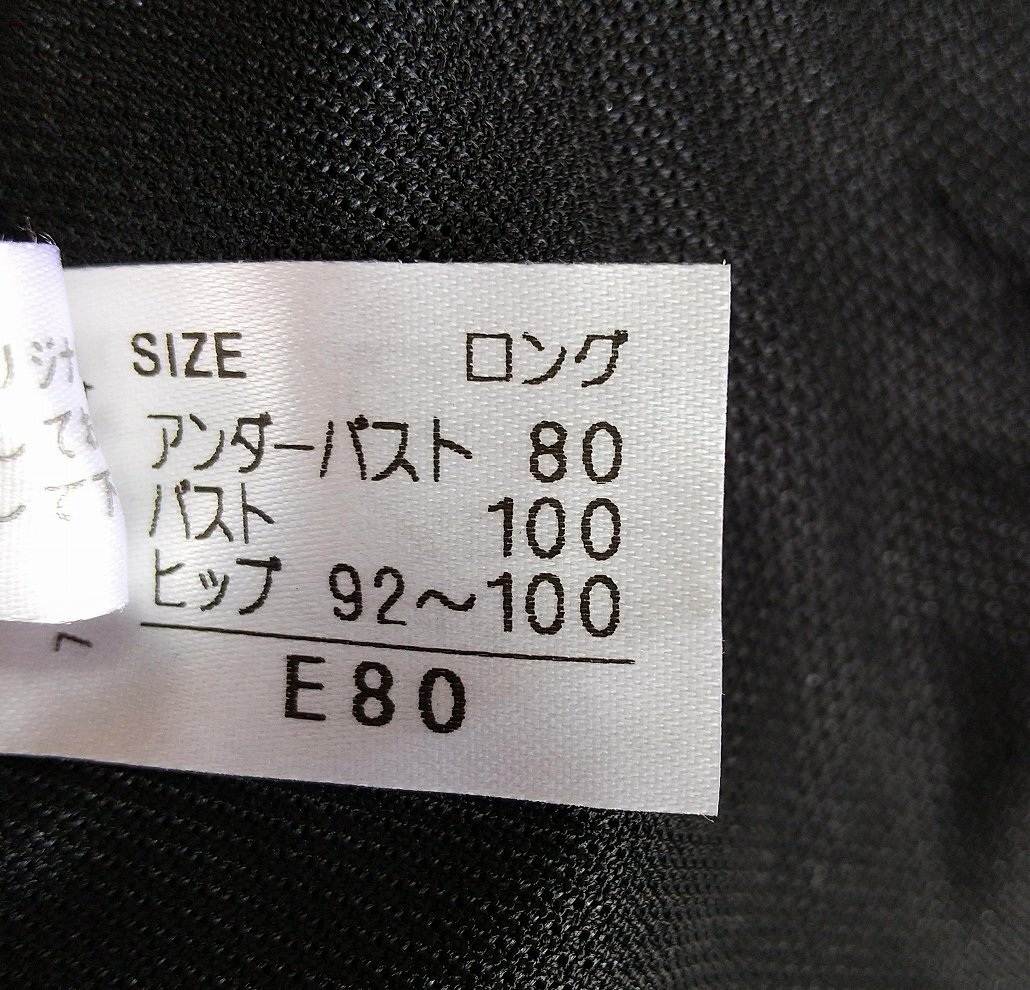 SIZE ロング
アンダーバスト 80
バスト 100
ヒップ 92～100
E80